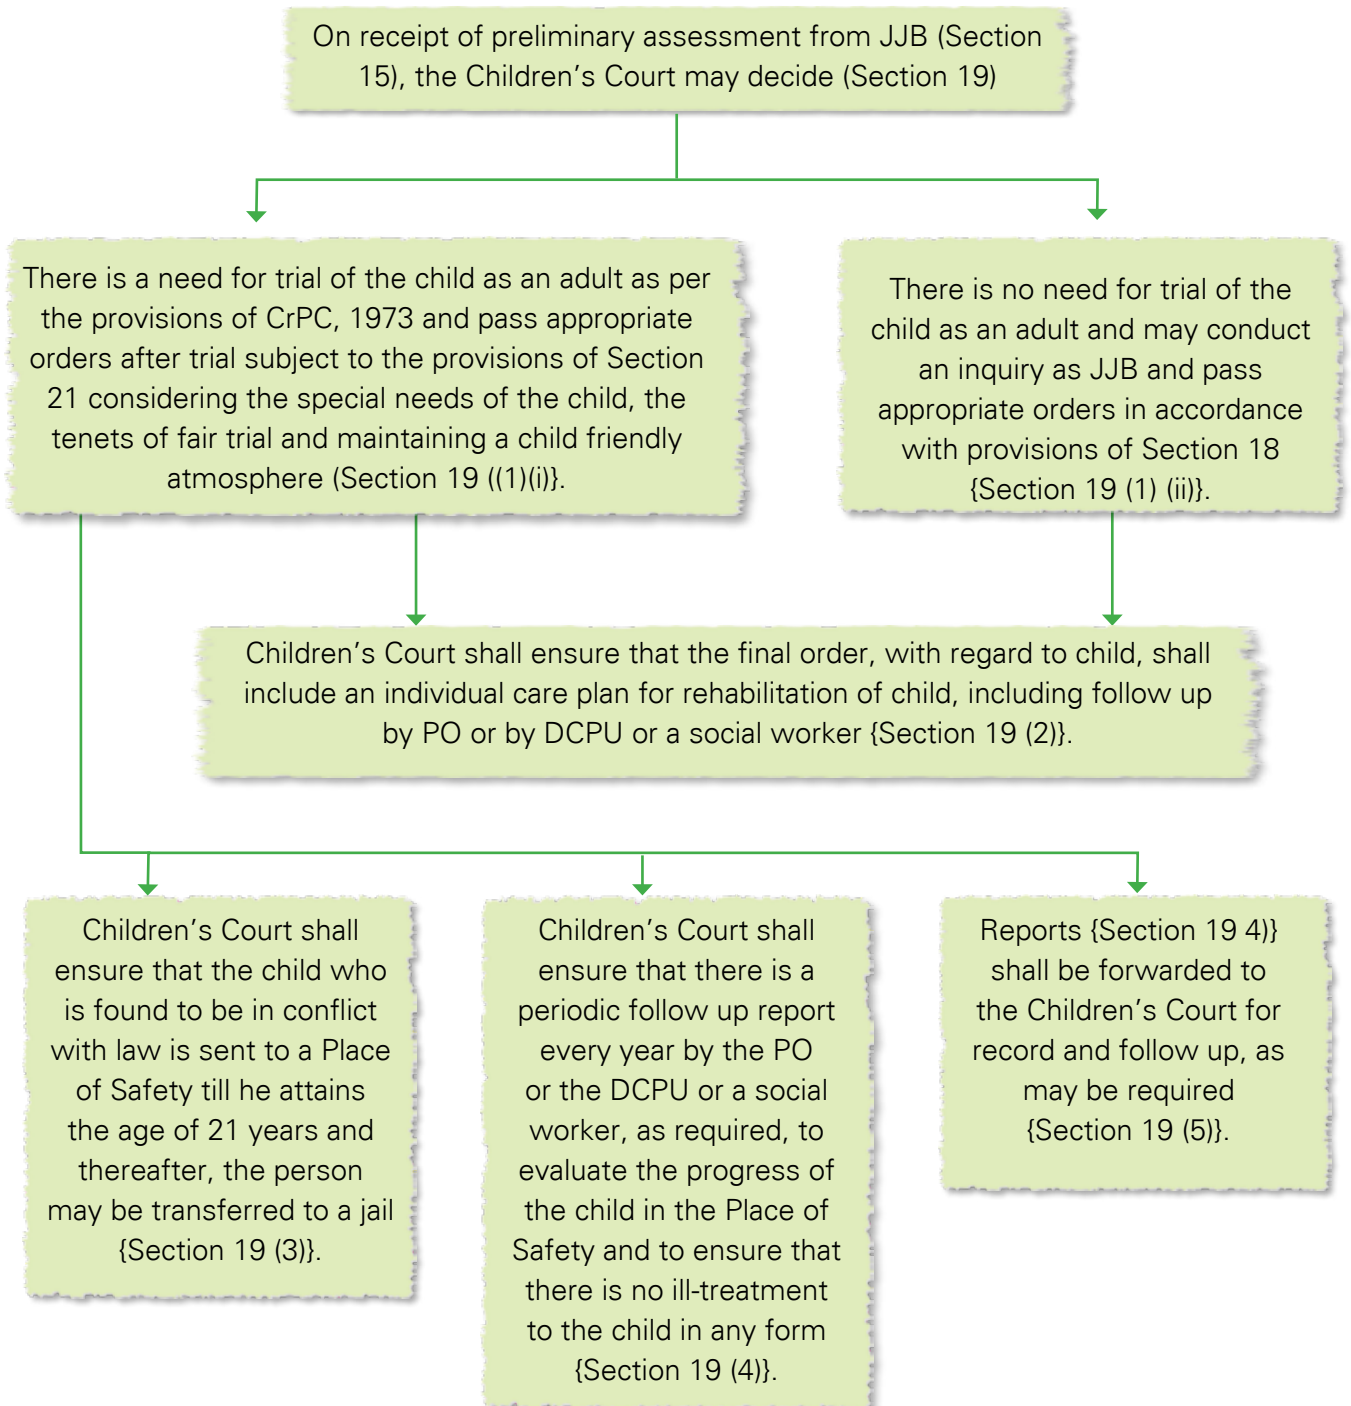 On receipt of preliminary assessment from JJB (Section
15), the Children’s Court may decide (Section 19)
There is a need for trial of the child as an adult as per
the provisions of CrPC, 1973 and pass appropriate
orders after trial subject to the provisions of Section
21 considering the special needs of the child, the
tenets of fair trial and maintaining a child friendly
atmosphere (Section 19 ((1)(i)}.
There is no need for trial of the
child as an adult and may conduct
an inquiry as JJB and pass
appropriate orders in accordance
with provisions of Section 18
{Section 19 (1) (ii)}.
Children’s Court shall ensure that the final order, with regard to child, shall
include an individual care plan for rehabilitation of child, including follow up
by PO or by DCPU or a social worker {Section 19 (2)}.
Children’s Court shall
ensure that the child who
is found to be in conflict
with law is sent to a Place
of Safety till he attains
the age of 21 years and
thereafter, the person
may be transferred to a jail
{Section 19 (3)}.
Children’s Court shall
ensure that there is a
periodic follow up report
every year by the PO
or the DCPU or a social
worker, as required, to
evaluate the progress of
the child in the Place of
Safety and to ensure that
there is no ill-treatment
to the child in any form
{Section 19 (4)}.
Reports {Section 19 4)}
shall be forwarded to
the Children’s Court for
record and follow up, as
may be required
{Section 19 (5)}.